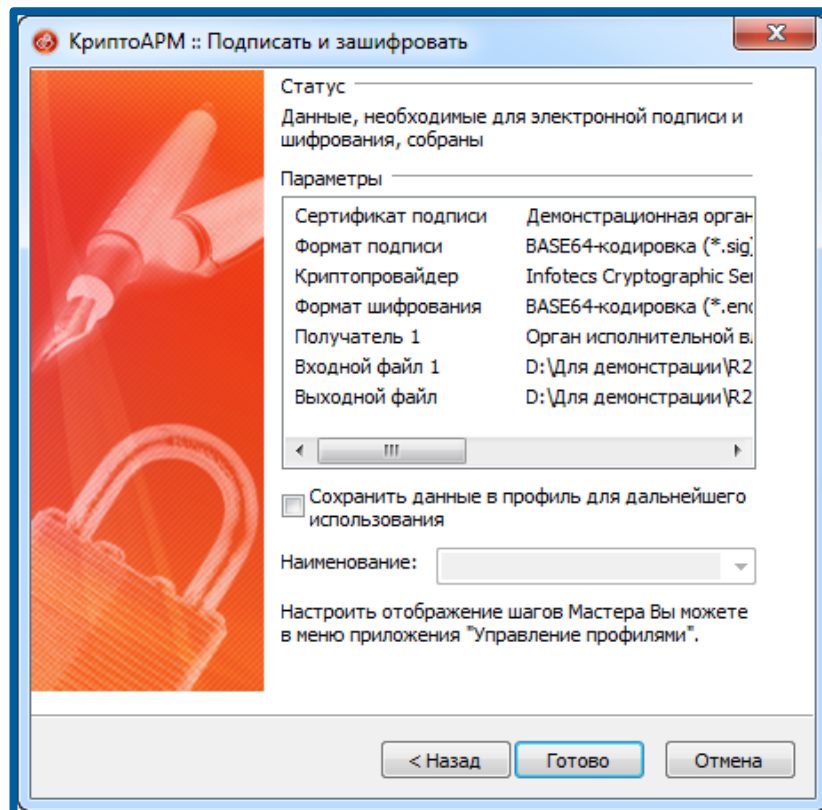 КриптоАРМ :: Подписать и зашифровать
Статус
Данные, необходимые для электронной подписи и
шифрования, собраны
Параметры
Сертификат подписи Демонстрационная орган
Формат подписи BASE64-кодировка (*.sig)
Криптопровайдер Infotecs Cryptographic Ser
Формат шифрования BASE64-кодировка (*.enc
Получатель 1 Орган исполнительной вл
Входной файл 1 D:\Для демонстрации\R2
Выходной файл D:\Для демонстрации\R2
Сохранить данные в профиль для дальнейшего
использования
Наименование:
Настроить отображение шагов Мастера Вы можете
в меню приложения "Управление профилями".
< Назад Готово Отмена